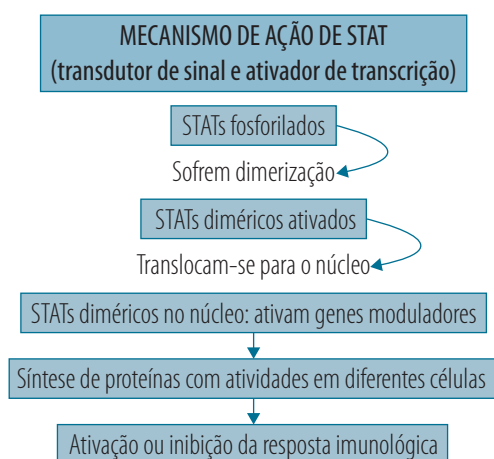 MECANISMO DE AÇÃO DE STAT
(transdutor de sinal e ativador de transcrição)
STATs fosforilados
Sofrem dimerização
STATs diméricos ativados
Translocam-se para o núcleo
STATs diméricos no núcleo: ativam genes moduladores
Síntese de proteínas com atividades em diferentes células
Ativação ou inibição da resposta imunológica